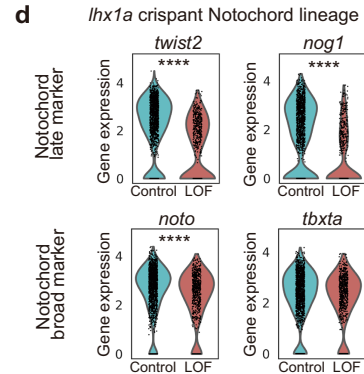 d
lhx1a crispant Notochord lineage
Notochord
late marker
twist2
****
Gene expression
4
2
0
Control LOF
nog1
****
Gene expression
4
2
0
Control LOF
Notochord
broad marker
noto
****
Gene expression
4
2
0
Control LOF
tbxta
Gene expression
4
2
0
Control LOF